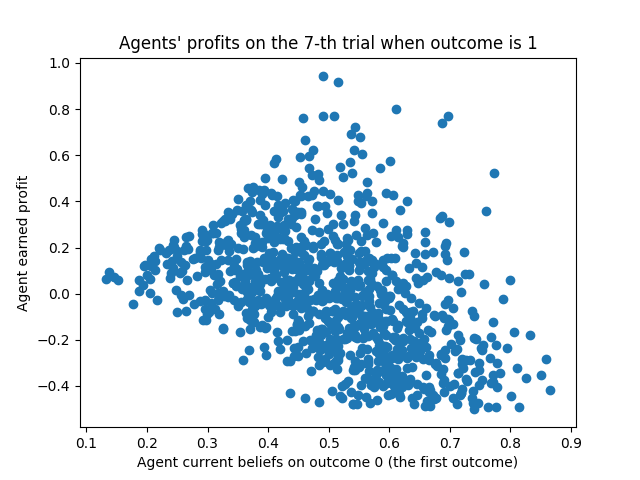 Agents' profits on the 7-th trial when outcome is 1
1.0
0.8
0.6
0.4
0.2
0.0
−0.2
−0.4
Agent earned profit
0.1 0.2 0.3 0.4 0.5 0.6 0.7 0.8 0.9
Agent current beliefs on outcome 0 (the first outcome)